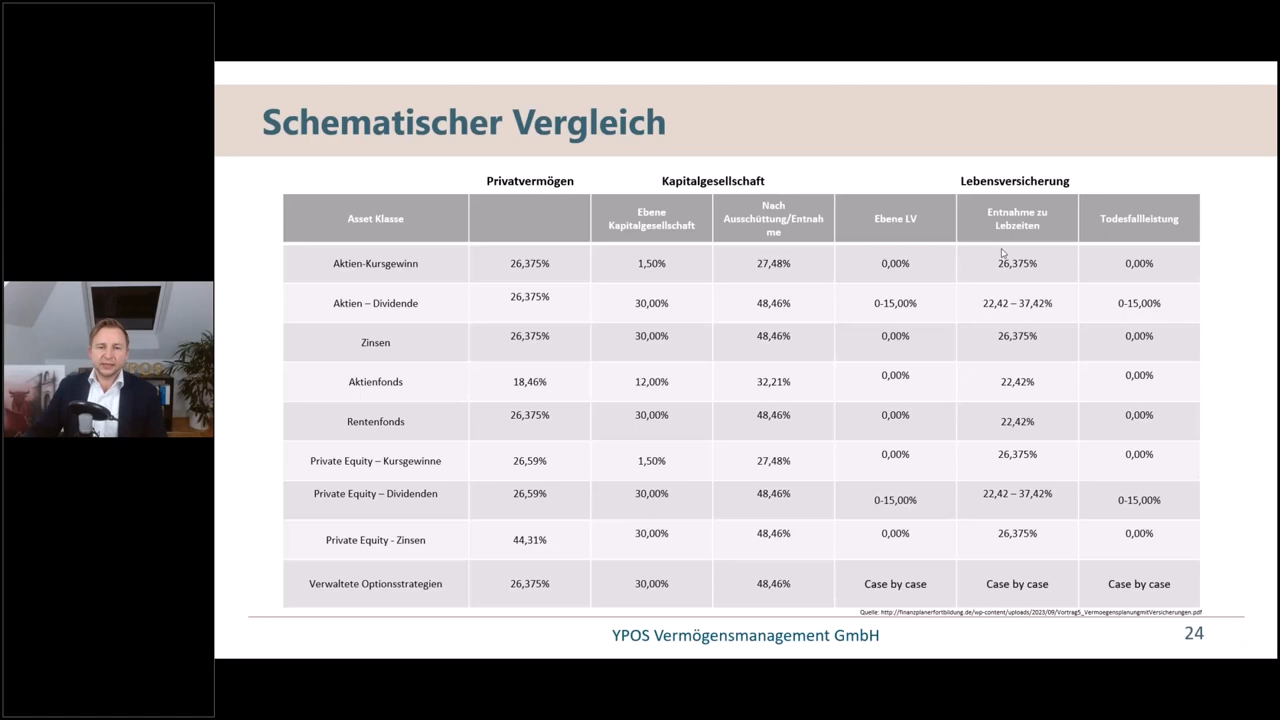 Schematischer Vergleich
Privatvermögen Kapitalgesellschaft Lebensversicherung
Asset Klasse
Ebene
Kapitalgesellschaft
Nach
Ausschüttung/Entnah
me
Ebene LV
Entnahme zu
Lebzeiten
Todesfallleistung
Aktien-Kursgewinn 26,375% 1,50% 27,48% 0,00% 26,375% 0,00%
Aktien – Dividende 26,375% 30,00% 48,46% 0-15,00% 22,42 – 37,42% 0-15,00%
Zinsen 26,375% 30,00% 48,46% 0,00% 26,375% 0,00%
Aktienfonds 18,46% 12,00% 32,21% 0,00% 22,42% 0,00%
Rentenfonds 26,375% 30,00% 48,46% 0,00% 22,42% 0,00%
Private Equity – Kursgewinne 26,59% 1,50% 27,48% 0,00% 26,375% 0,00%
Private Equity – Dividenden 26,59% 30,00% 48,46% 0-15,00% 22,42 – 37,42% 0-15,00%
Private Equity - Zinsen 44,31% 30,00% 48,46% 0,00% 26,375% 0,00%
Verwaltete Optionsstrategien 26,375% 30,00% 48,46% Case by case Case by case Case by case
Quelle: http://finanzplanerfortbildung.de/wp-content/uploads/2023/09/Vortrag5_VermoegensplanungmitVersicherungen.pdf
YPOS Vermögensmanagement GmbH 24